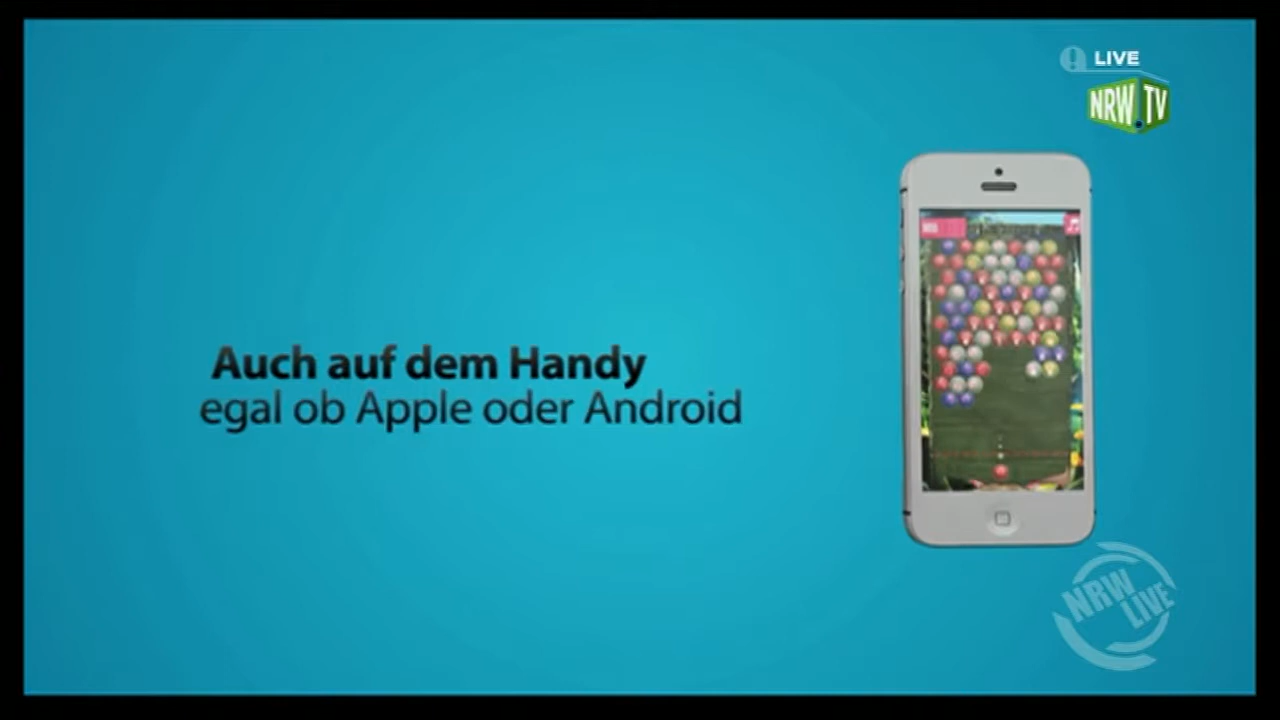 LIVE
NRW.TV
Auch auf dem Handy
egal ob Apple oder Android
NRW
LIVE